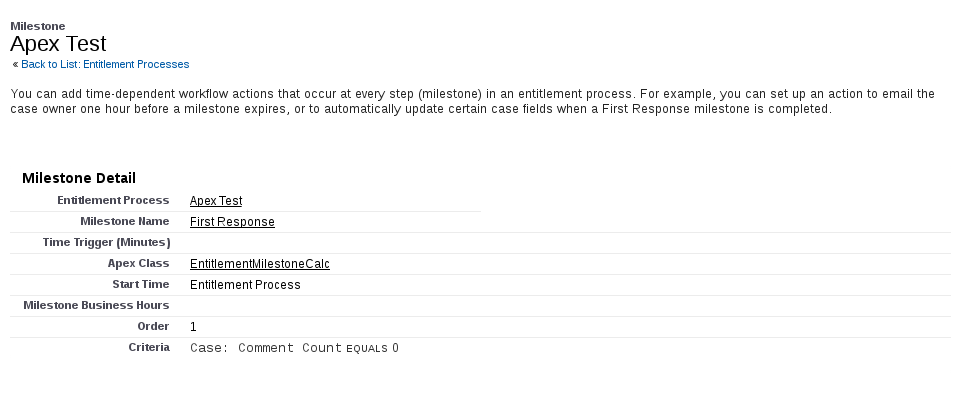 Milestone
Apex Test
« Back to List: Entitlement Processes
You can add time-dependent workflow actions that occur at every step (milestone) in an entitlement process. For example, you can set up an action to email the
case owner one hour before a milestone expires, or to automatically update certain case fields when a First Response milestone is completed.
Milestone Detail
Entitlement Process Apex Test
Milestone Name First Response
Time Trigger (Minutes)
Apex Class EntitlementMilestoneCalc
Start Time Entitlement Process
Milestone Business Hours
Order 1
Criteria Case: Comment Count EQUALS 0